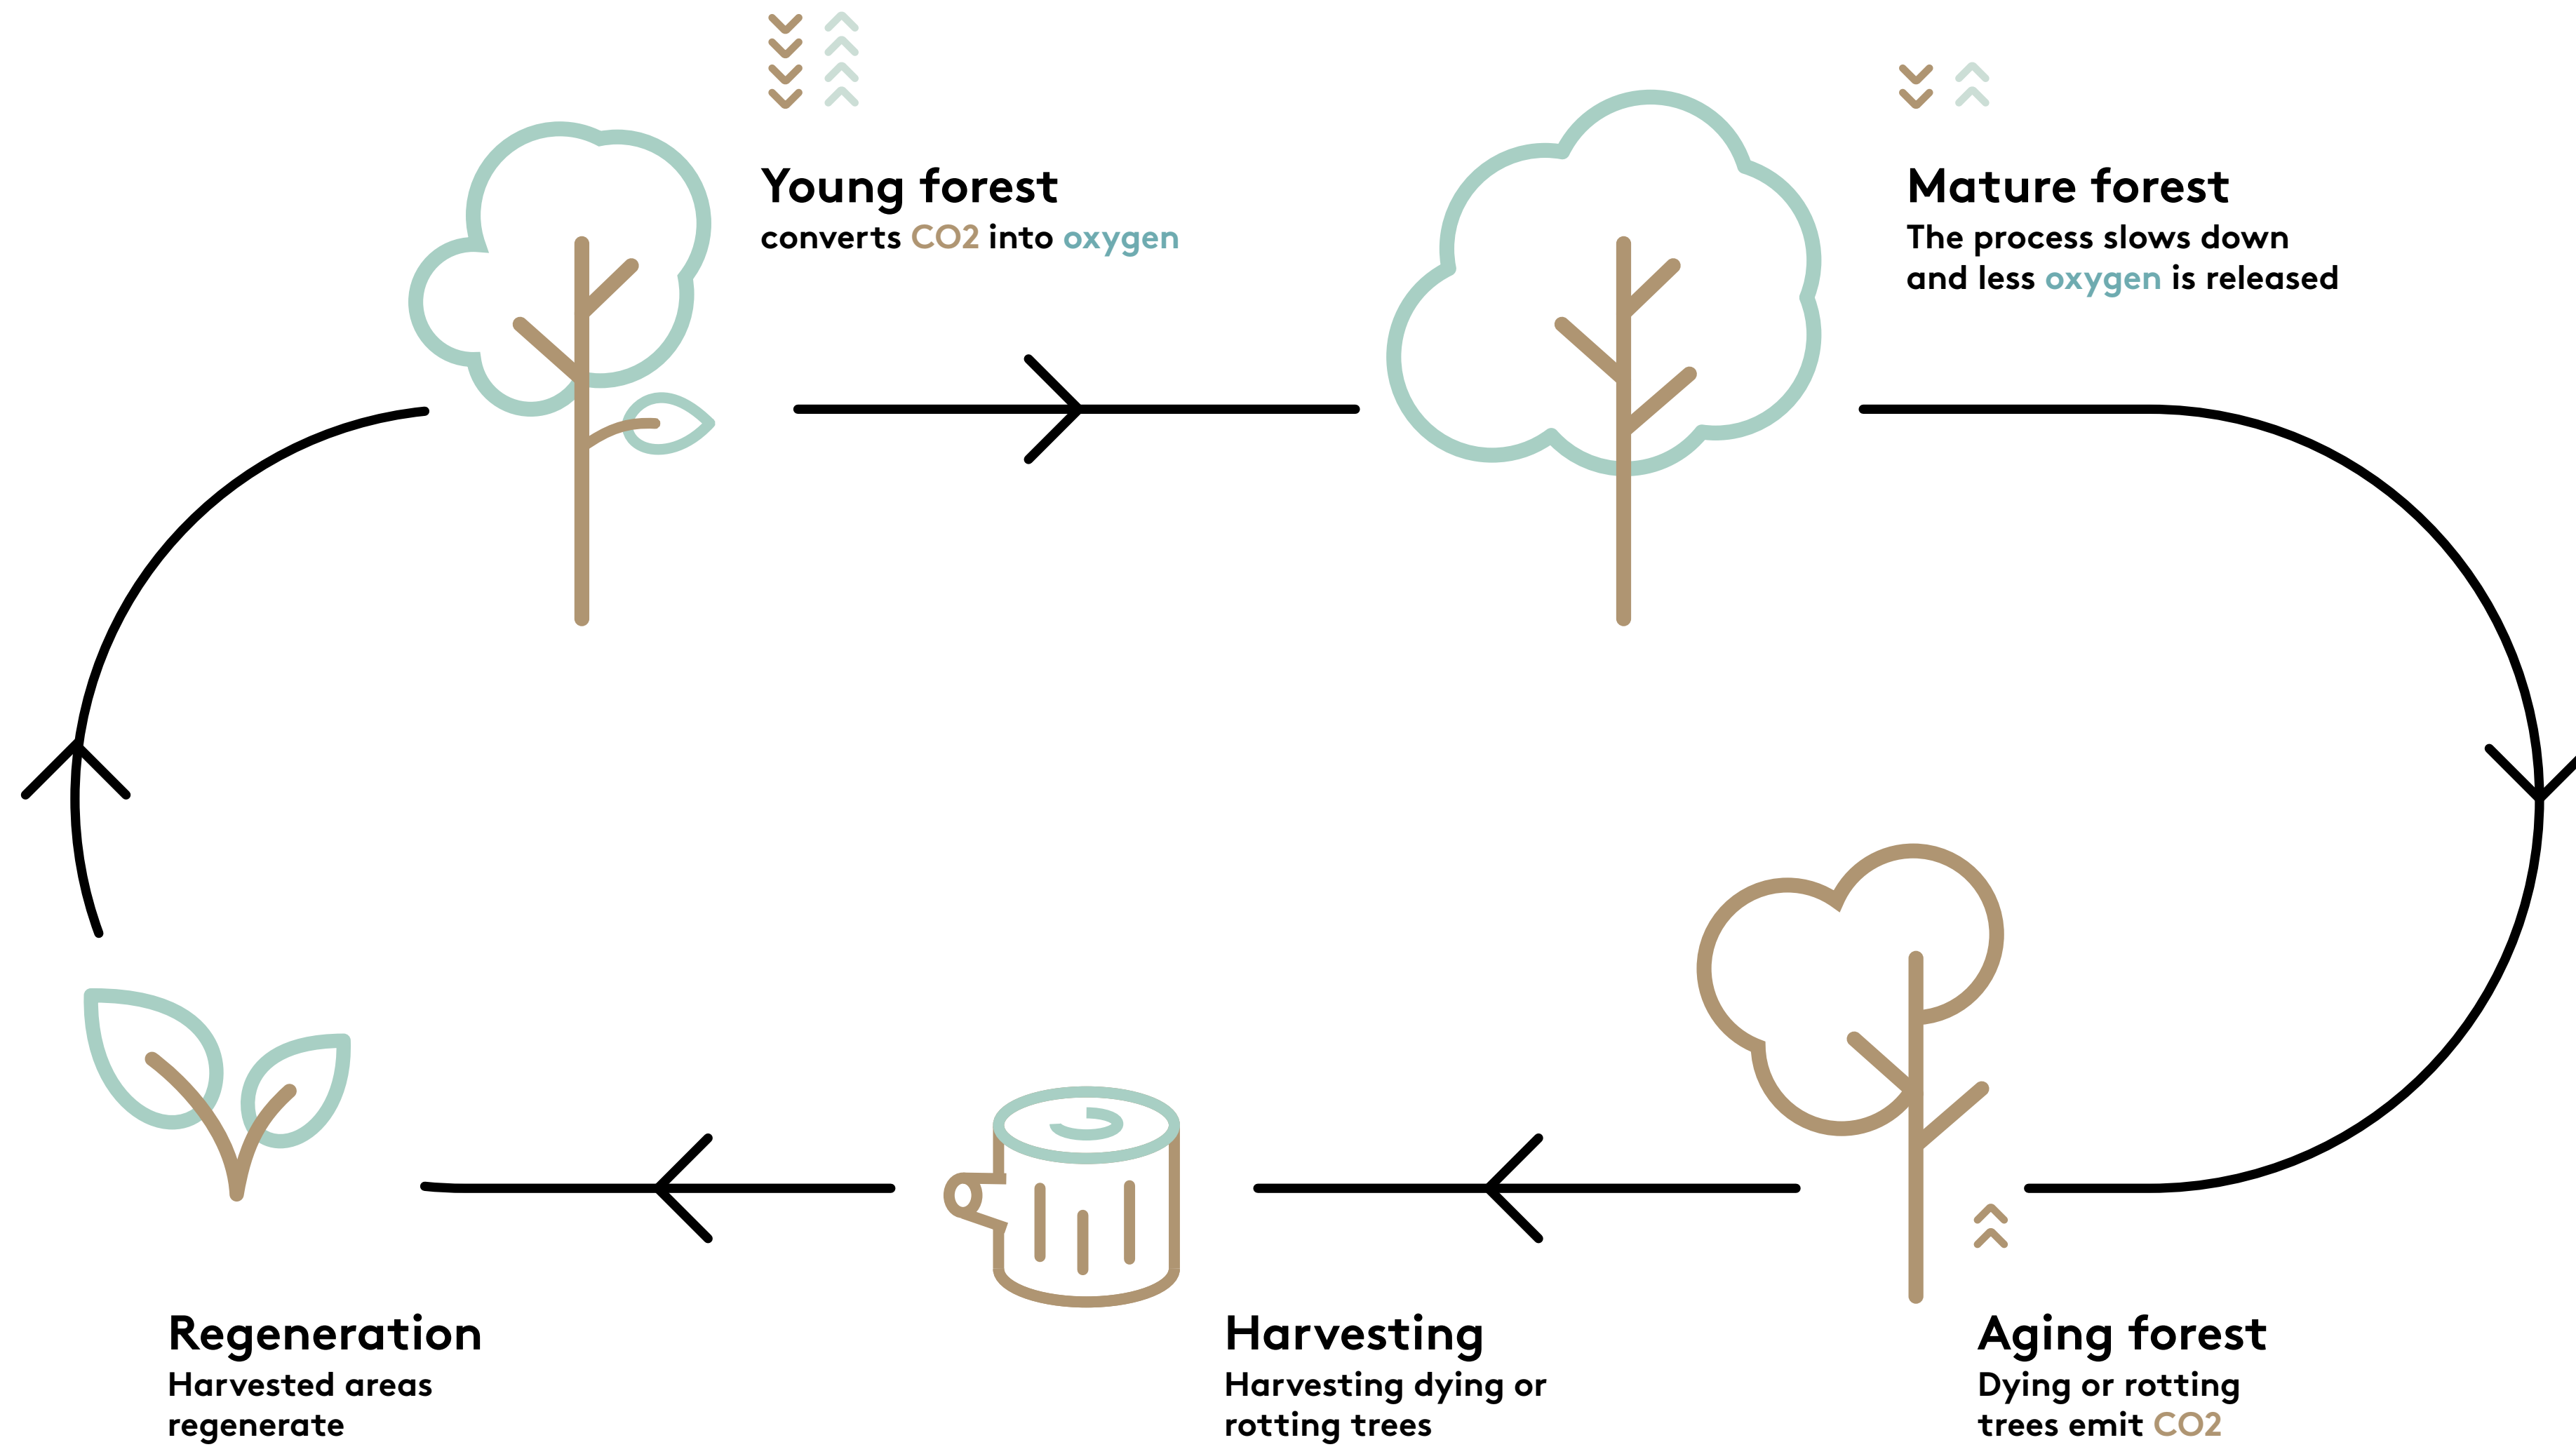 Young forest
converts CO2 into oxygen
Mature forest
The process slows down
and less oxygen is released
Regeneration
Harvested areas
regenerate
Harvesting
Harvesting dying or
rotting trees
Aging forest
Dying or rotting
trees emit CO2